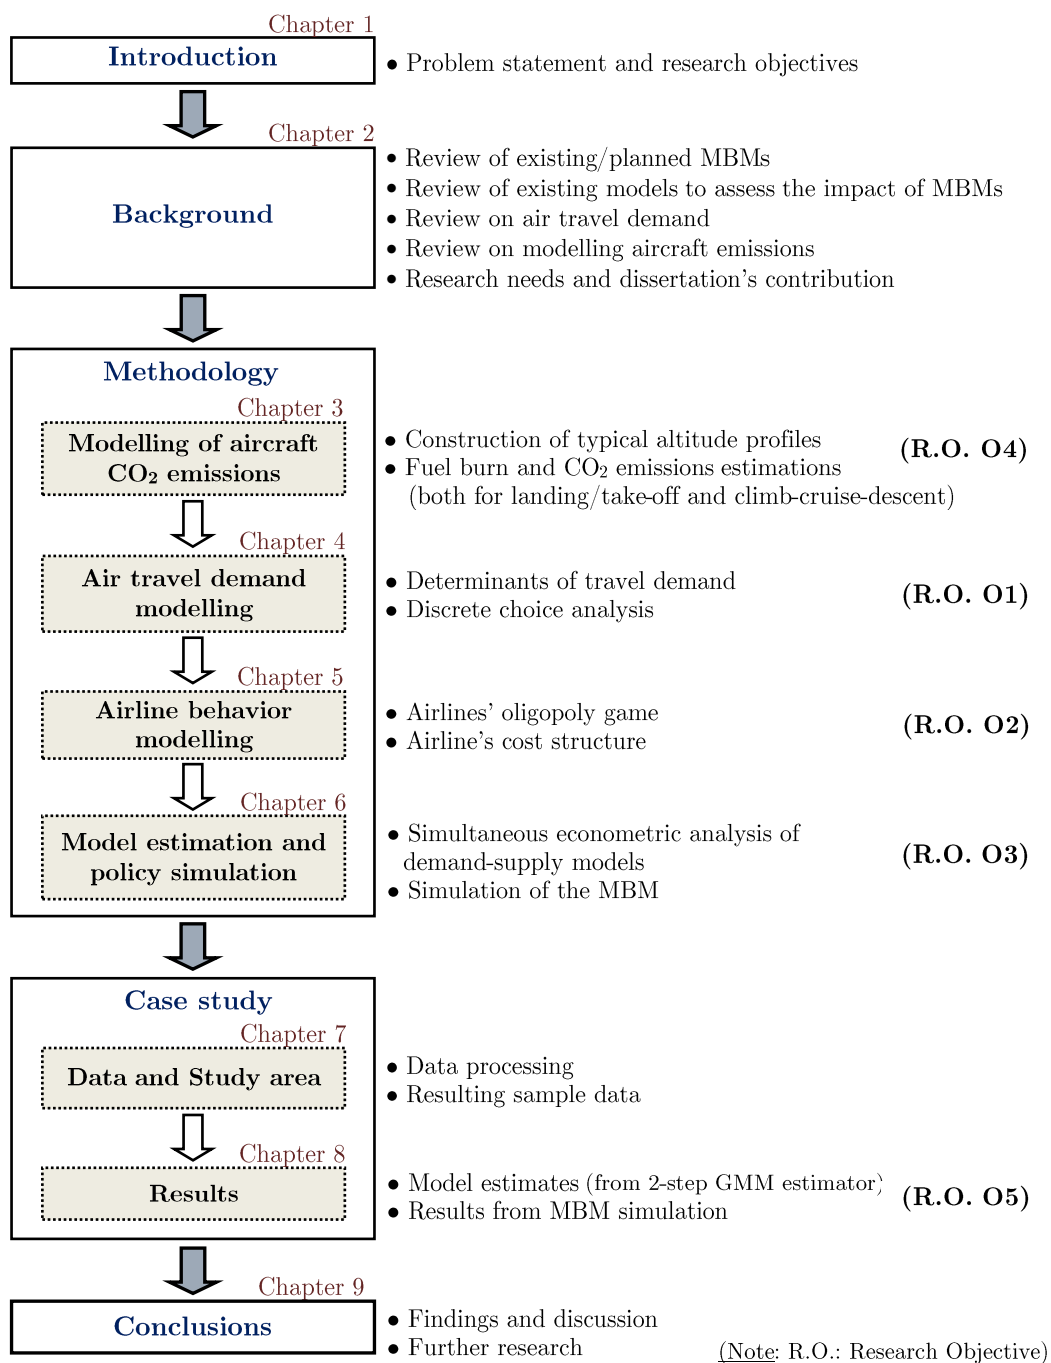 Chapter 1
Introduction
• Problem statement and research objectives
Chapter 2
Background
• Review of existing/planned MBMs
• Review of existing models to assess the impact of MBMs
• Review on air travel demand
• Review on modelling aircraft emissions
• Research needs and dissertation's contribution
Methodology
Chapter 3
Modelling of aircraft
CO₂ emissions
• Construction of typical altitude profiles
• Fuel burn and CO₂ emissions estimations
(both for landing/take-off and climb-cruise-descent)
(R.O. O4)
Chapter 4
Air travel demand
modelling
• Determinants of travel demand
• Discrete choice analysis
(R.O. O1)
Chapter 5
Airline behavior
modelling
• Airlines' oligopoly game
• Airline's cost structure
(R.O. O2)
Chapter 6
Model estimation and
policy simulation
• Simultaneous econometric analysis of
demand-supply models
• Simulation of the MBM
(R.O. O3)
Case study
Chapter 7
Data and Study area
• Data processing
• Resulting sample data
Chapter 8
Results
• Model estimates (from 2-step GMM estimator)
• Results from MBM simulation
(R.O. O5)
Chapter 9
Conclusions
• Findings and discussion
• Further research
(Note: R.O.: Research Objective)